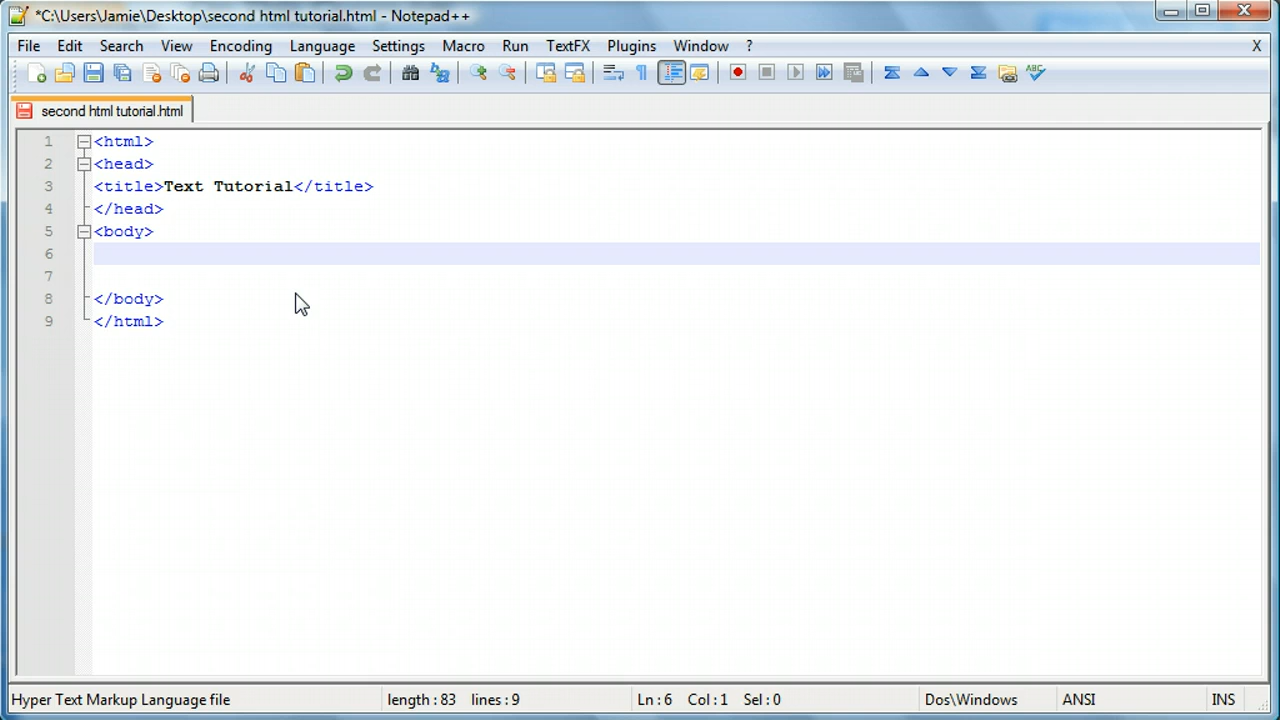 *C:\Users\Jamie\Desktop\second html tutorial.html - Notepad++
File Edit Search View Encoding Language Settings Macro Run TextFX Plugins Window ? X
second html tutorial.html
1 <html>
2 <head>
3 <title>Text Tutorial</title>
4 </head>
5 <body>
6
7
8 </body>
9 </html>
Hyper Text Markup Language file length : 83 lines : 9 Ln : 6 Col : 1 Sel : 0 Dos\Windows ANSI INS